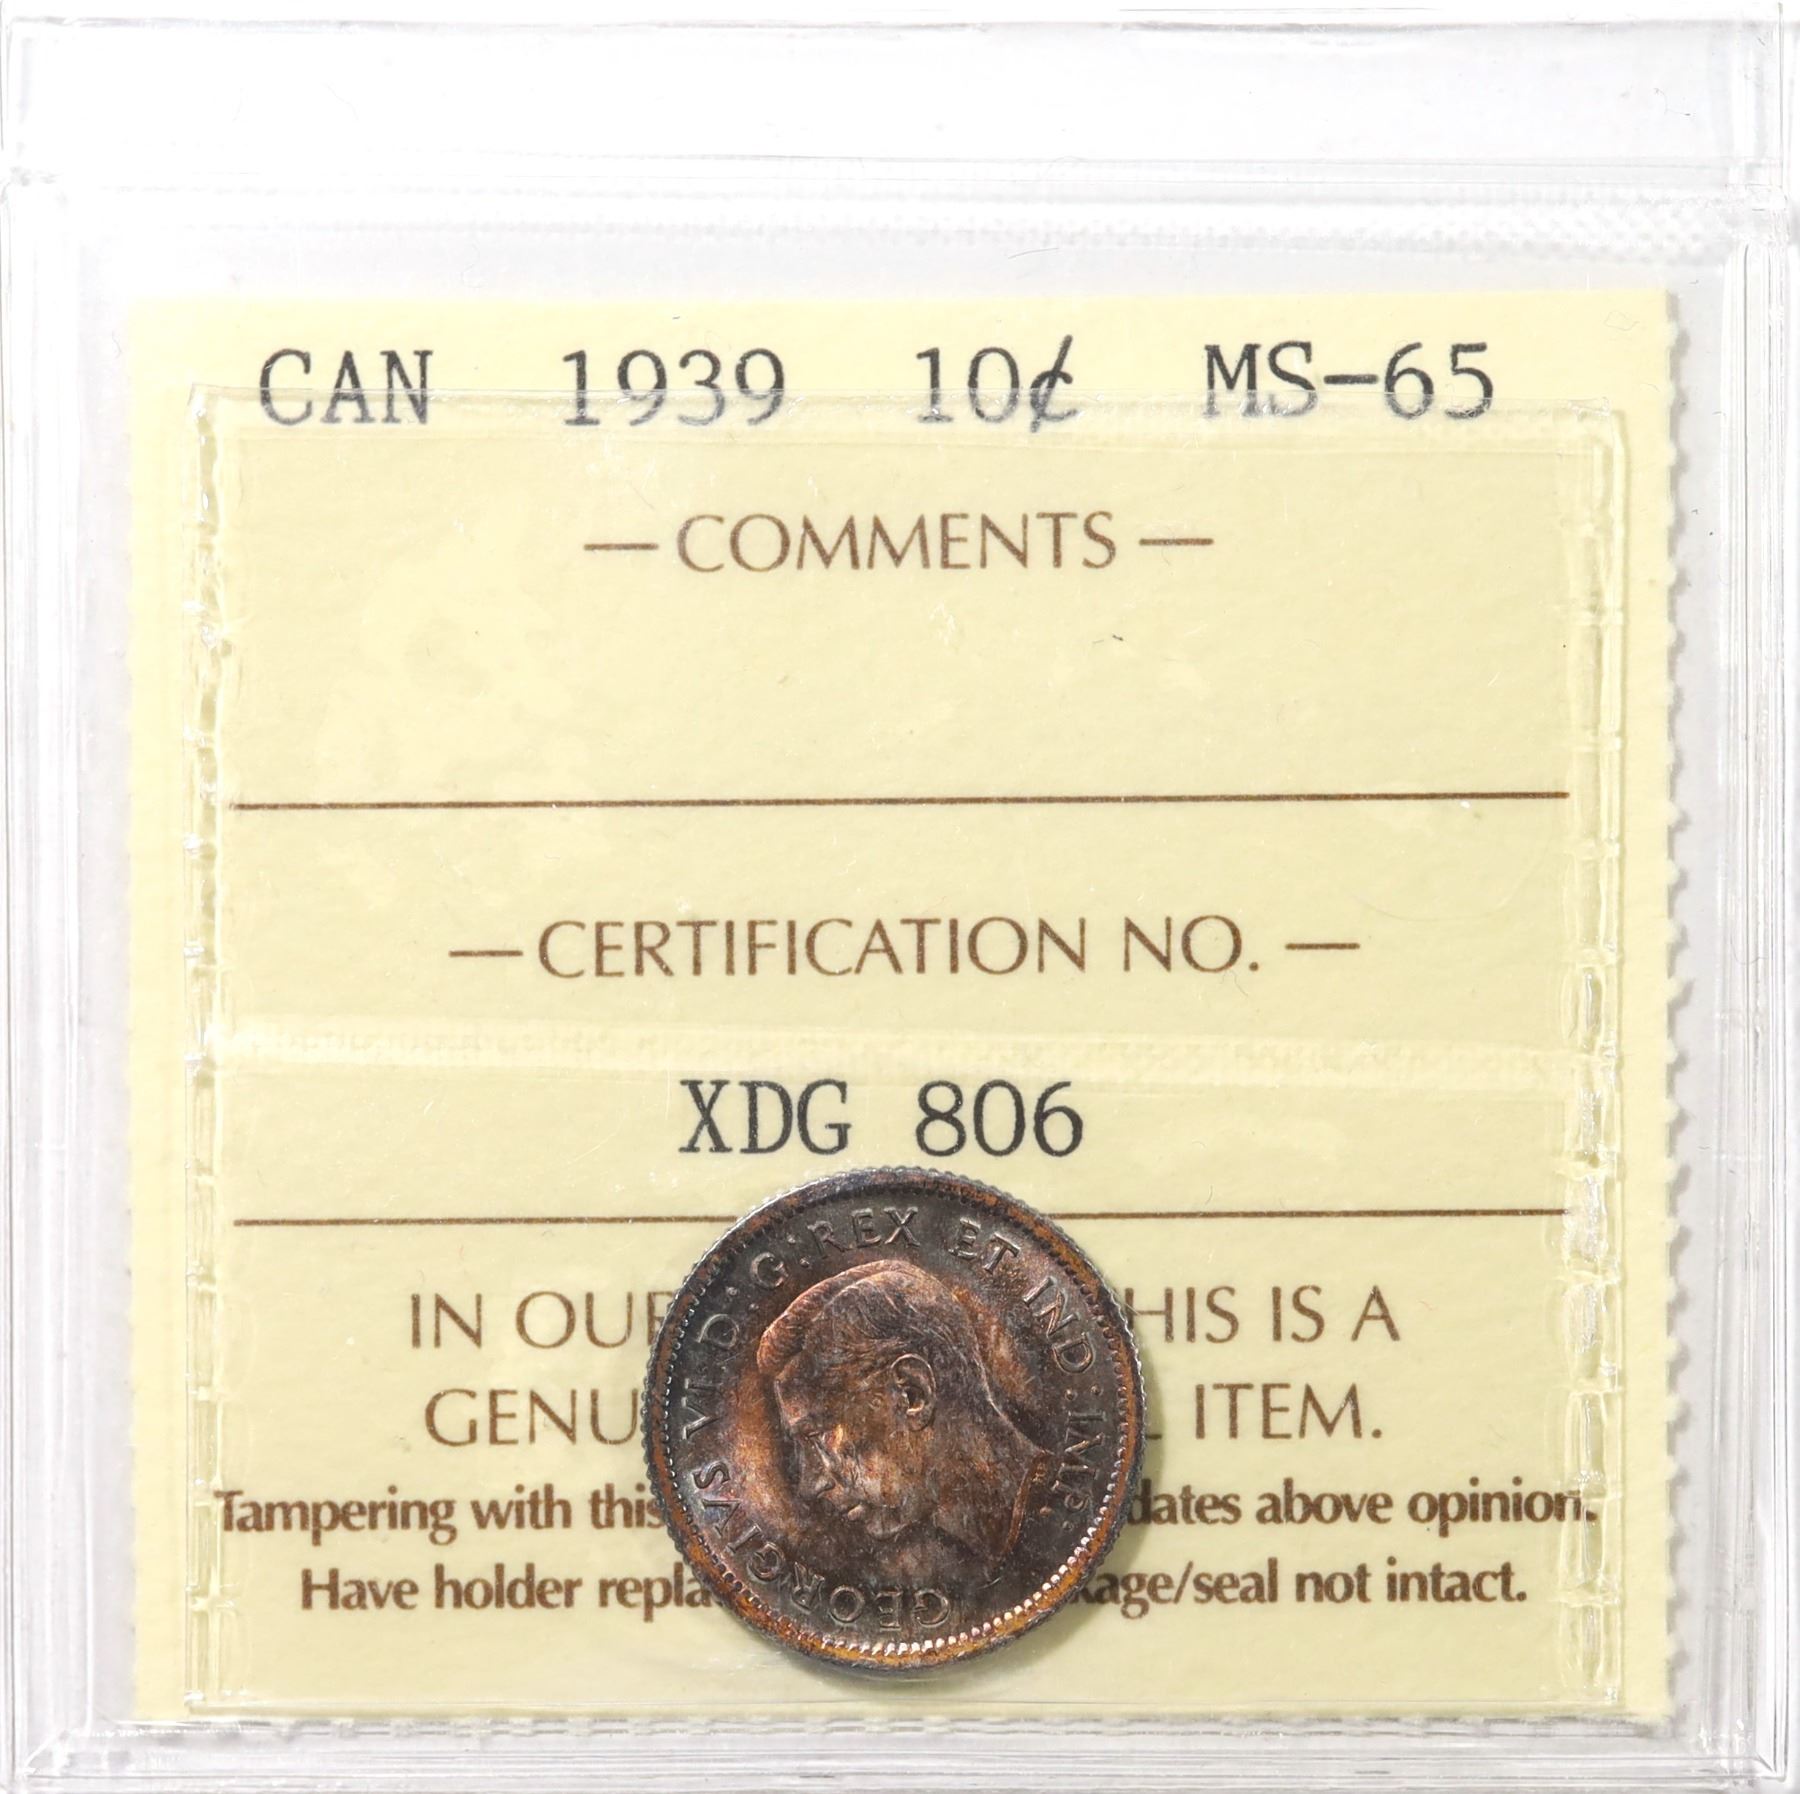 CAN 1939 10¢ MS-65
— COMMENTS —
— CERTIFICATION NO. —
XDG 806
GEORGIVS VI D:G:REX ET IND:IMP:
IN OUR HIS IS A
GENU ITEM.
Tampering with this dates above opinion.
Have holder repla kage/seal not intact.